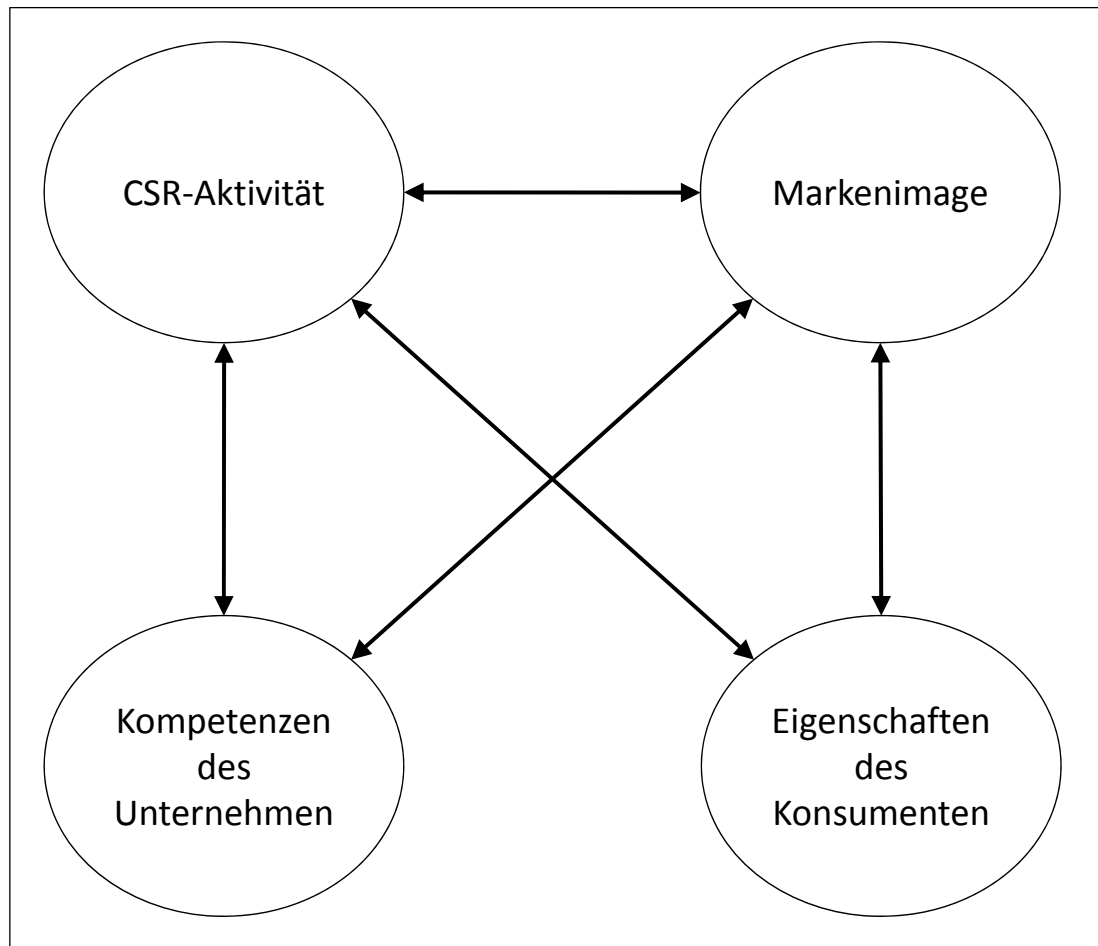 CSR-Aktivität
Markenimage
Kompetenzen
des
Unternehmen
Eigenschaften
des
Konsumenten